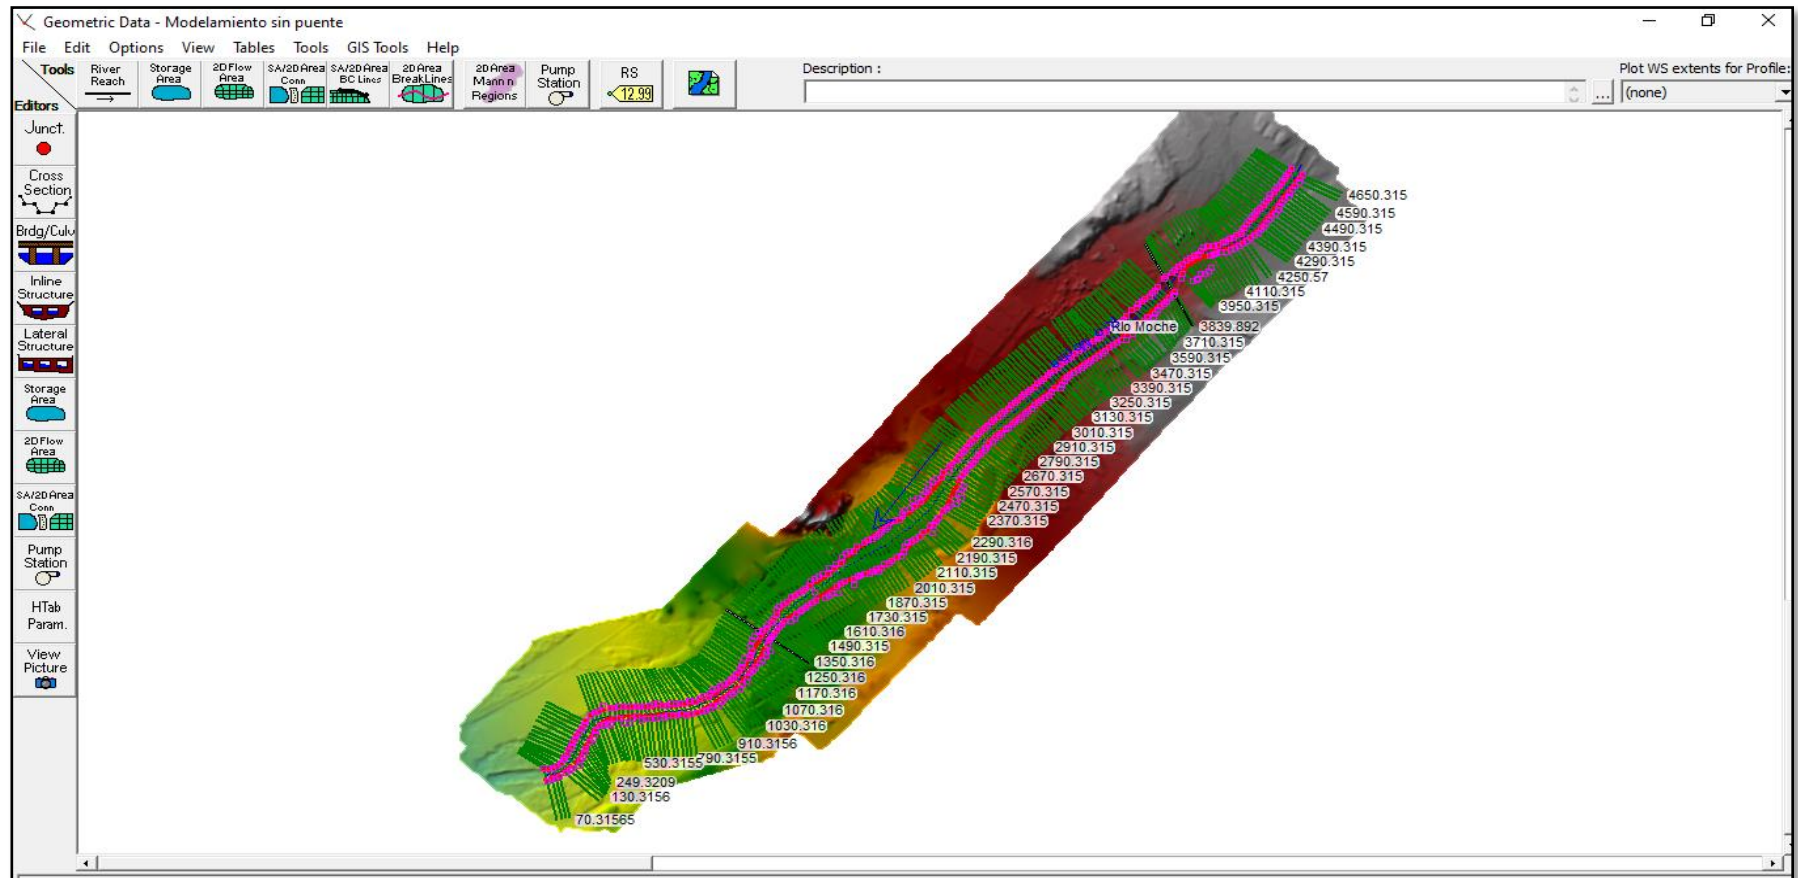 Geometric Data - Modelamiento sin puente
File Edit Options View Tables Tools GIS Tools Help
Tools
Editors
River
Reach
Storage
Area
2D Flow
Area
SA/2D Area
Conn
SA/2D Area
BC Lines
2D Area
BreakLines
2D Area
Mann n
Regions
Pump
Station
RS
12.99
Description :
...
Plot WS extents for Profile:
(none)
Junct.
Cross
Section
Brdg/Culv
Inline
Structure
Lateral
Structure
Storage
Area
2D Flow
Area
SA/2D Area
Conn
Pump
Station
HTab
Param.
View
Picture
4650.315
4590.315
4490.315
4390.315
4290.315
4250.57
4110.315
3950.315
Rio Moche
3839.892
3710.315
3590.315
3470.315
3390.315
3250.315
3130.315
3010.315
2910.315
2790.315
2670.315
2570.315
2470.315
2370.315
2290.316
2190.315
2110.315
2010.315
1870.315
1730.315
1610.316
1490.315
1350.316
1250.316
1170.316
1070.316
1030.316
910.3156
790.3155
530.3155
249.3209
130.3156
70.31565